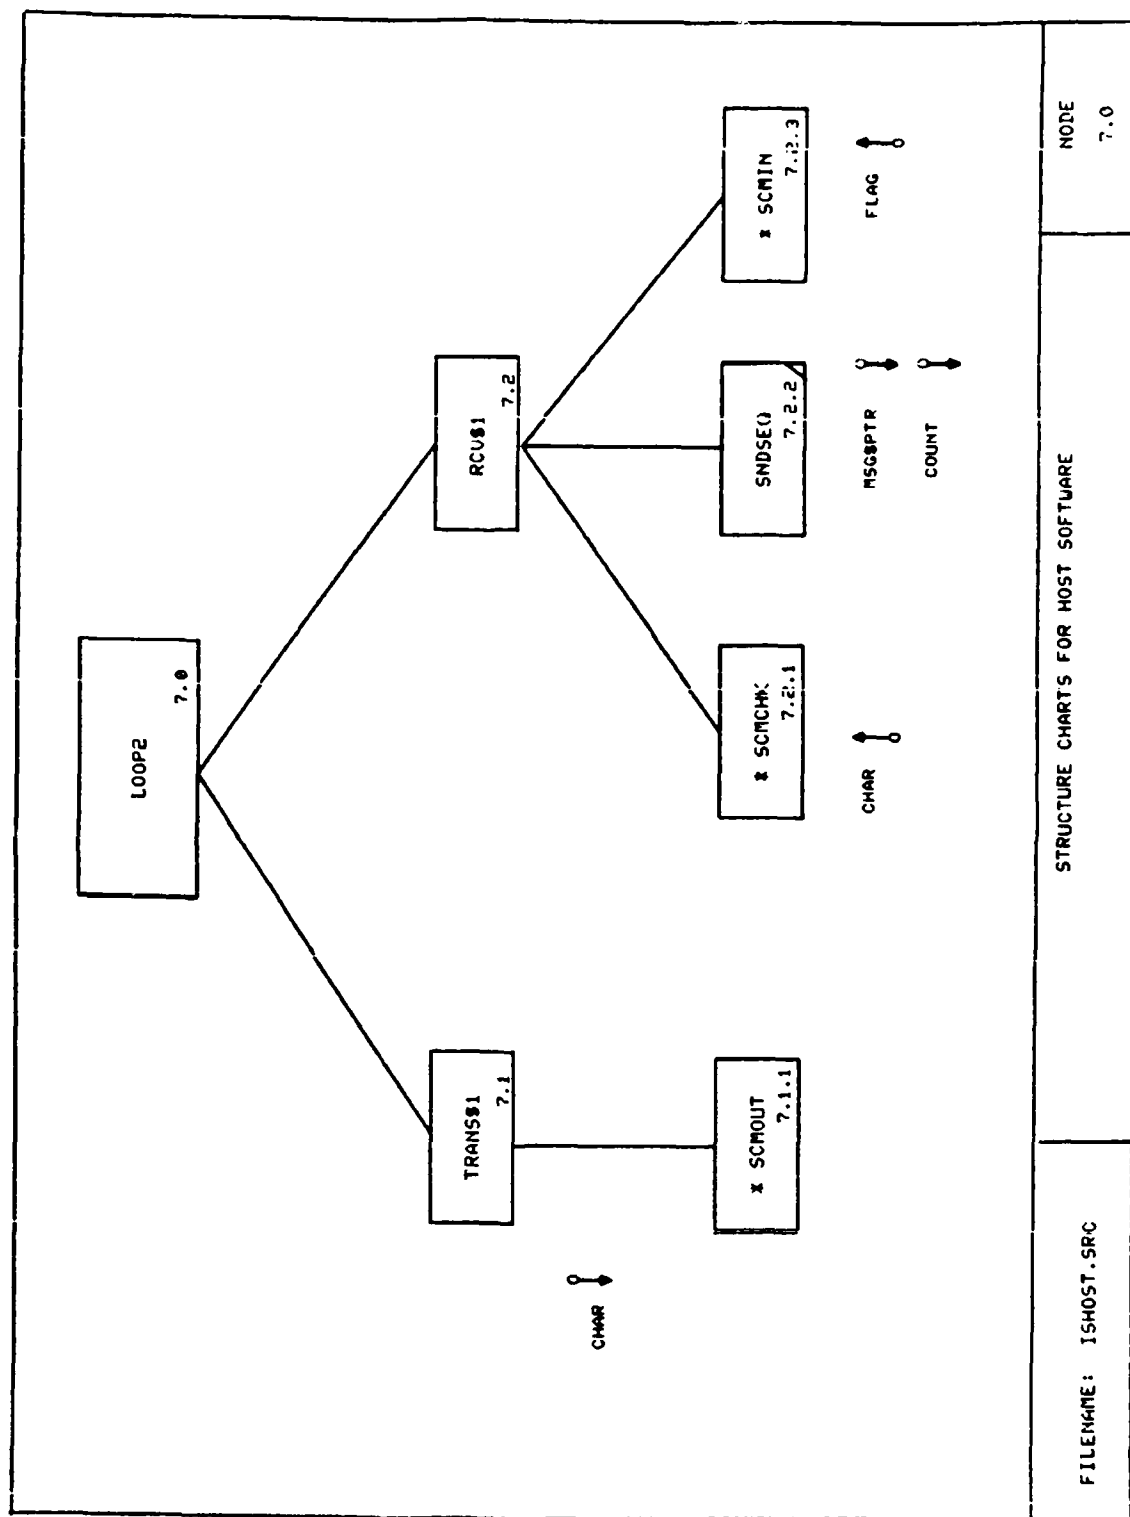 LOOP2
7.0
TRANS$1
7.1
RCV$1
7.2
CHAR
* SCMOUT
7.1.1
* SCMCHK
7.2.1
SNDSEQ
7.2.2
* SCMIN
7.2.3
CHAR
MSG$PTR
COUNT
FLAG
FILENAME: ISHOST.SRC
STRUCTURE CHARTS FOR HOST SOFTWARE
NODE
7.0